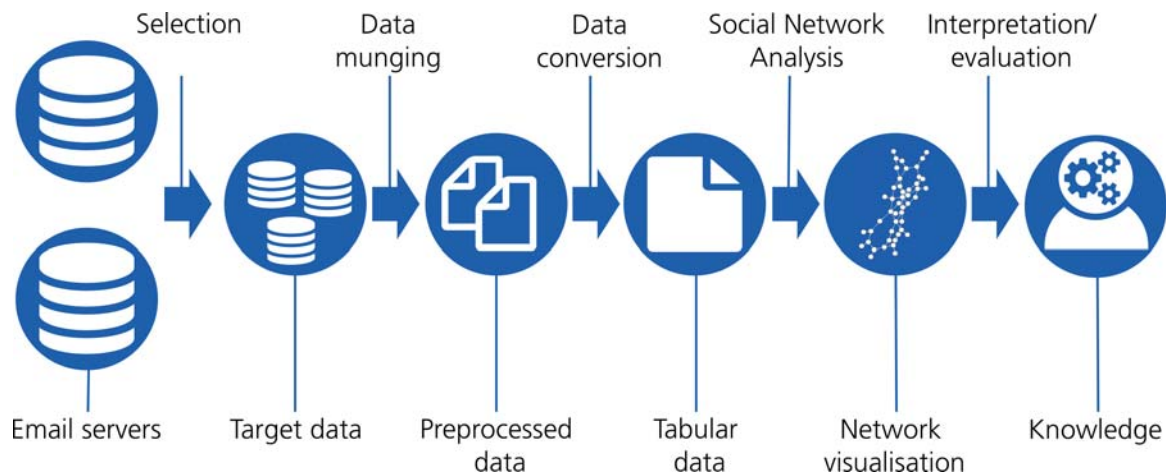 Selection
Data
munging
Data
conversion
Social Network
Analysis
Interpretation/
evaluation
Email servers
Target data
Preprocessed
data
Tabular
data
Network
visualisation
Knowledge